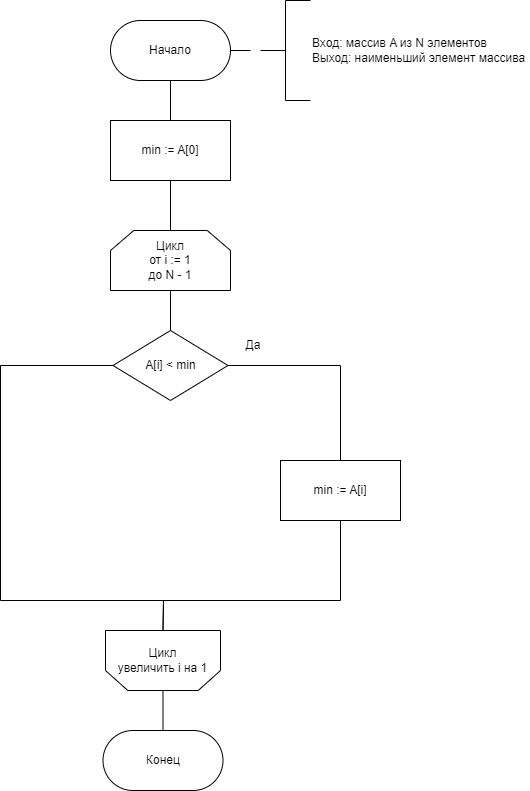 Начало
Вход: массив A из N элементов
Выход: наименьший элемент массива
min := A[0]
Цикл
от i := 1
до N - 1
A[i] < min
Да
min := A[i]
Цикл
увеличить i на 1
Конец